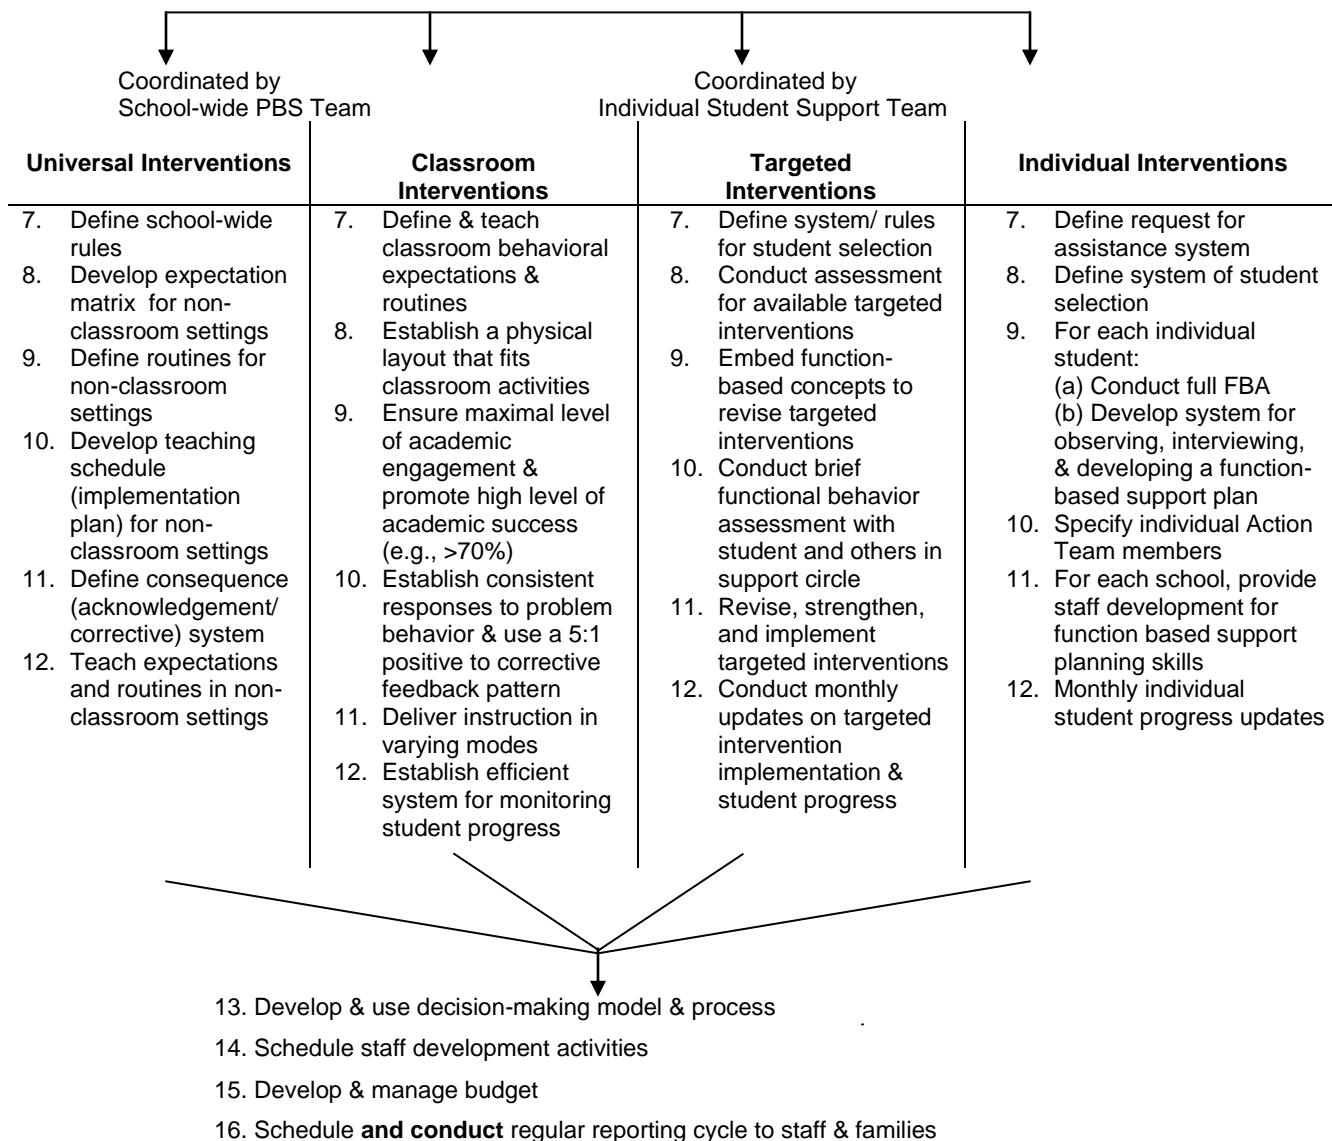 Coordinated by
School-wide PBS Team
Coordinated by
Individual Student Support Team
Universal Interventions
7. Define school-wide
rules
8. Develop expectation
matrix for non-
classroom settings
9. Define routines for
non-classroom
settings
10. Develop teaching
schedule
(implementation
plan) for non-
classroom settings
11. Define consequence
(acknowledgement/
corrective) system
12. Teach expectations
and routines in non-
classroom settings
Classroom
Interventions
7. Define & teach
classroom behavioral
expectations &
routines
8. Establish a physical
layout that fits
classroom activities
9. Ensure maximal level
of academic
engagement &
promote high level of
academic success
(e.g., >70%)
10. Establish consistent
responses to problem
behavior & use a 5:1
positive to corrective
feedback pattern
11. Deliver instruction in
varying modes
12. Establish efficient
system for monitoring
student progress
Targeted
Interventions
7. Define system/ rules
for student selection
8. Conduct assessment
for available targeted
interventions
9. Embed function-
based concepts to
revise targeted
interventions
10. Conduct brief
functional behavior
assessment with
student and others in
support circle
11. Revise, strengthen,
and implement
targeted interventions
12. Conduct monthly
updates on targeted
intervention
implementation &
student progress
Individual Interventions
7. Define request for
assistance system
8. Define system of student
selection
9. For each individual
student:
(a) Conduct full FBA
(b) Develop system for
observing, interviewing,
& developing a function-
based support plan
10. Specify individual Action
Team members
11. For each school, provide
staff development for
function based support
planning skills
12. Monthly individual
student progress updates
13. Develop & use decision-making model & process
14. Schedule staff development activities
15. Develop & manage budget
16. Schedule and conduct regular reporting cycle to staff & families